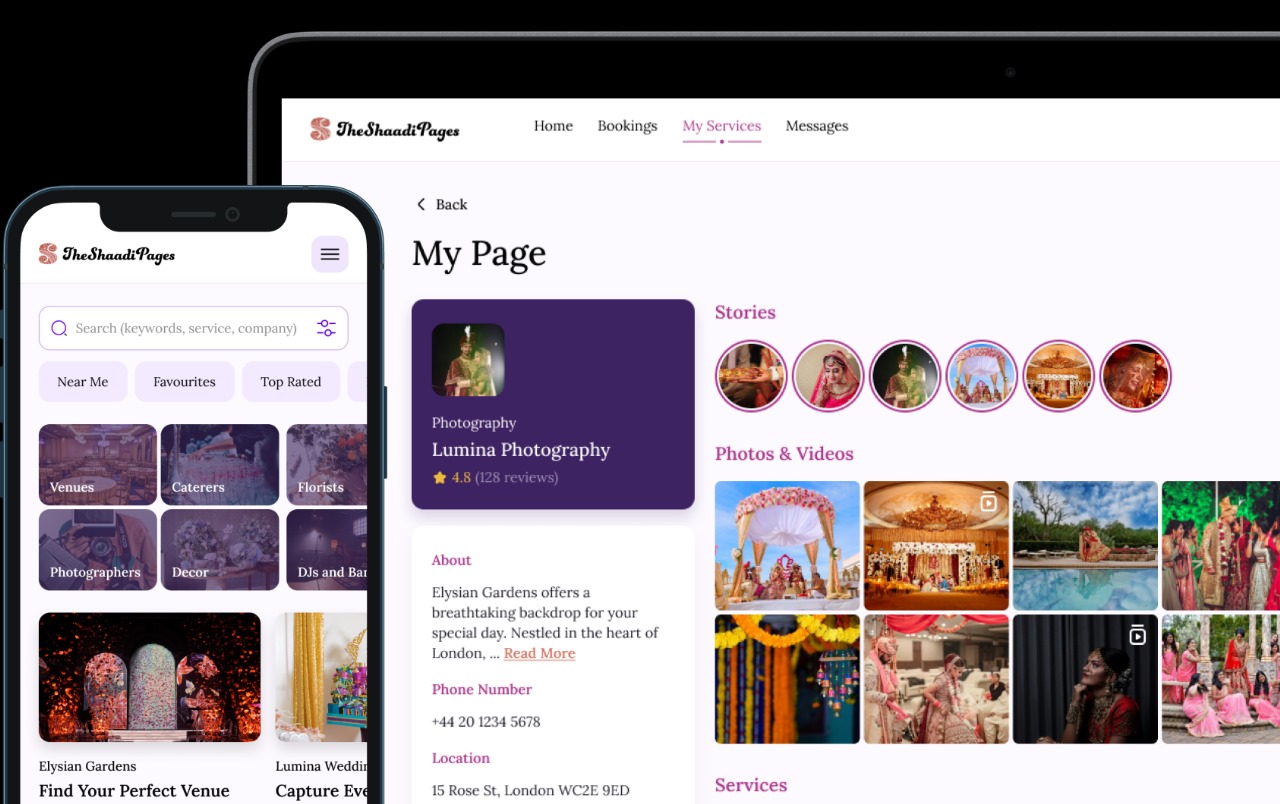 TheShaadiPages
Home Bookings My Services Messages
Back
My Page
Photography
Lumina Photography
4.8 (128 reviews)
About
Elysian Gardens offers a
breathtaking backdrop for your
special day. Nestled in the heart of
London, ... Read More
Phone Number
+44 20 1234 5678
Location
15 Rose St, London WC2E 9ED
Stories
Photos & Videos
Services
TheShaadiPages
Search (keywords, service, company)
Near Me Favourites Top Rated
Venues Caterers Florists
Photographers Decor DJs and Ban
Elysian Gardens
Find Your Perfect Venue
Lumina Weddin
Capture Eve